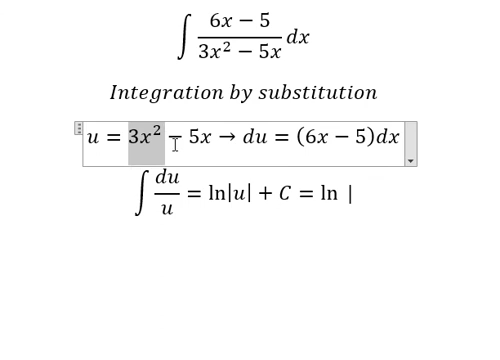 ∫ (6x − 5)/(3x² − 5x) dx
Integration by substitution
u = 3x² − 5x → du = (6x − 5)dx
∫ du/u = ln|u| + C = ln |